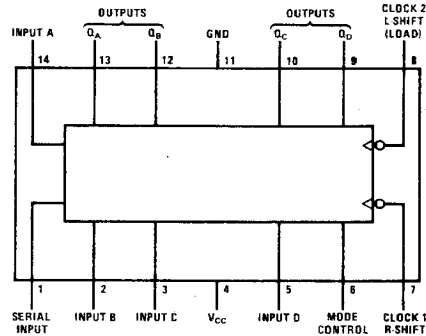 OUTPUTS OUTPUTS CLOCK 2
L-SHIFT
INPUT A QA QB GND QC QD (LOAD)
14 13 12 11 10 9 8
1 2 3 4 5 6 7
SERIAL INPUT B INPUT C VCC INPUT D MODE CLOCK 1
INPUT CONTROL R-SHIFT